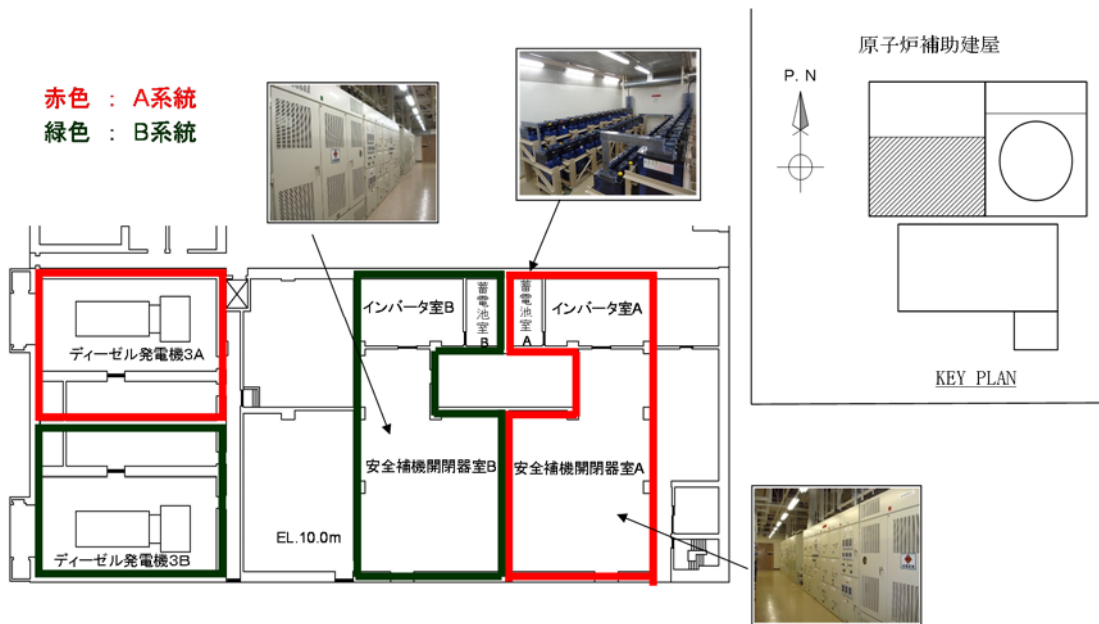 赤色 : A系統
緑色 : B系統
原子炉補助建屋
P. N
KEY PLAN
インバータ室B
蓄電池室B
蓄電池室A
インバータ室A
ディーゼル発電機3A
安全補機開閉器室B
安全補機開閉器室A
EL.10.0m
ディーゼル発電機3B